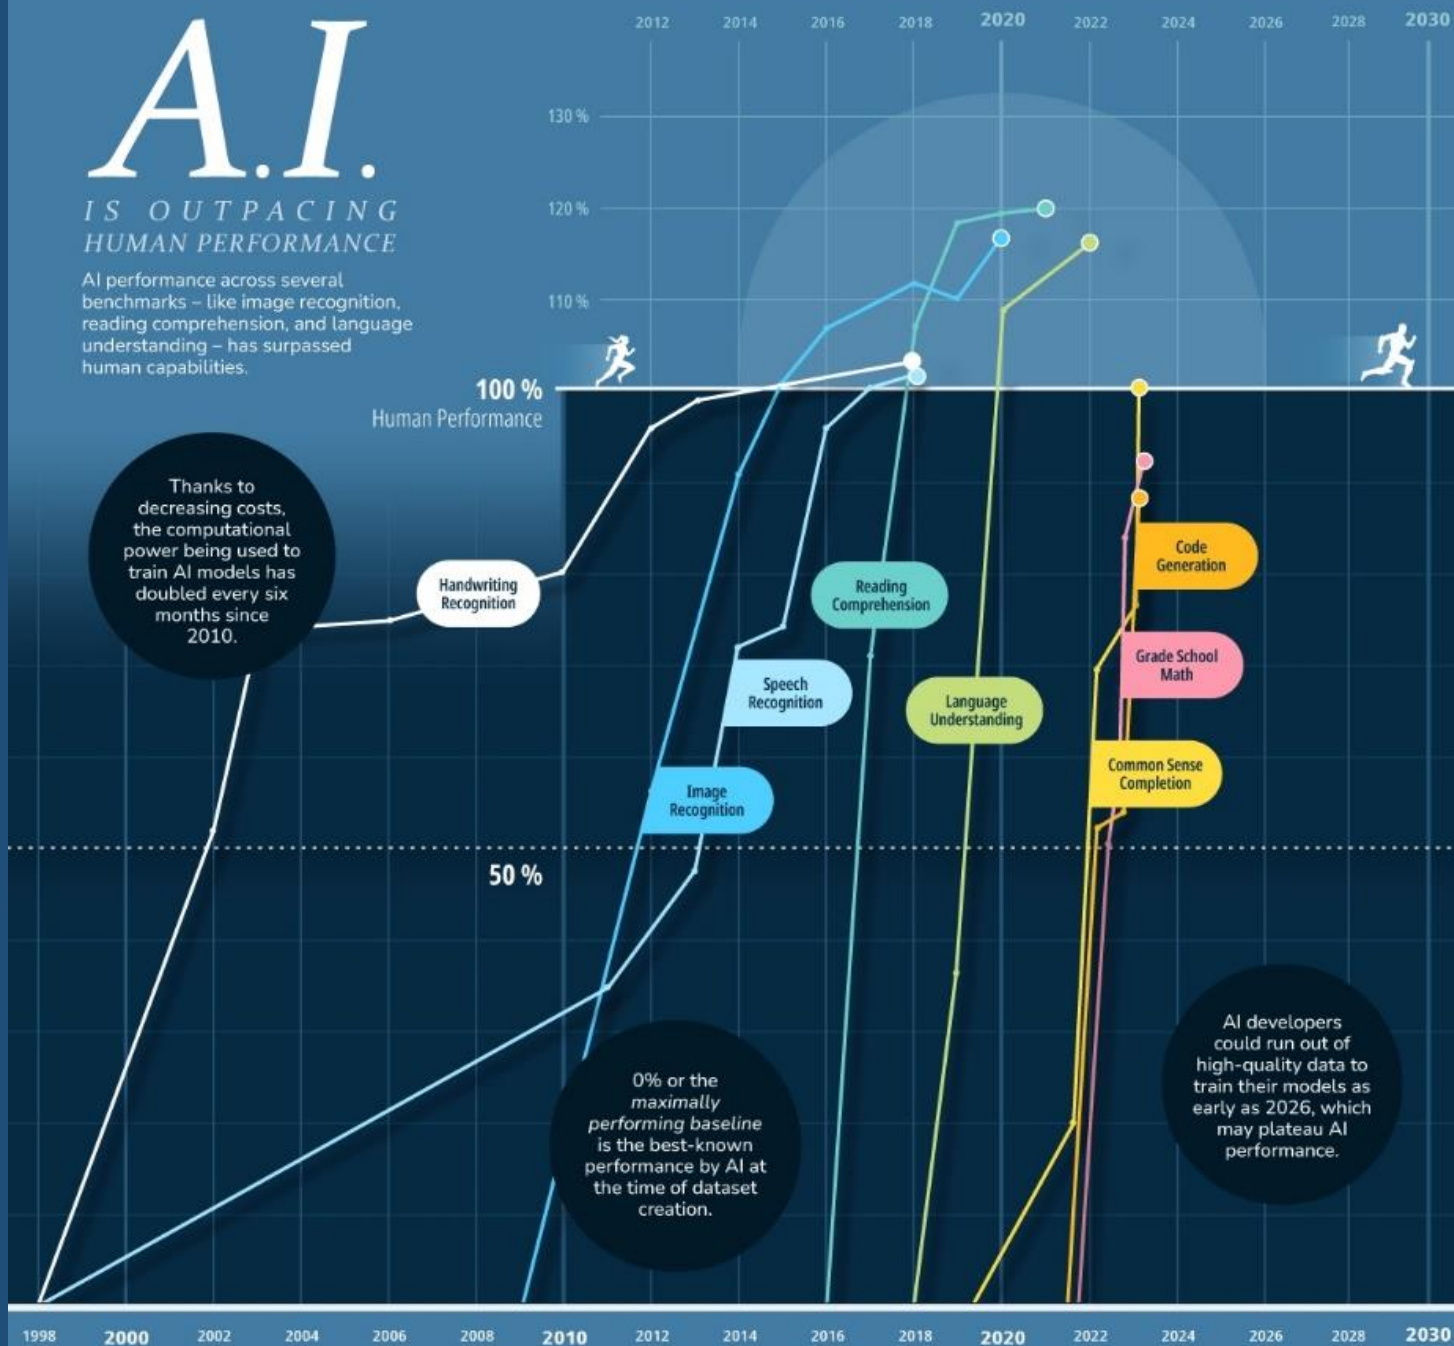 A.I.
IS OUTPACING
HUMAN PERFORMANCE
AI performance across several
benchmarks – like image recognition,
reading comprehension, and language
understanding – has surpassed
human capabilities.
2012 2014 2016 2018 2020 2022 2024 2026 2028 2030
130 %
120 %
110 %
100 %
Human Performance
Thanks to
decreasing costs,
the computational
power being used to
train AI models has
doubled every six
months since
2010.
Handwriting
Recognition
Speech
Recognition
Image
Recognition
Reading
Comprehension
Language
Understanding
Code
Generation
Grade School
Math
Common Sense
Completion
50 %
0% or the
maximally
performing baseline
is the best-known
performance by AI at
the time of dataset
creation.
AI developers
could run out of
high-quality data to
train their models as
early as 2026, which
may plateau AI
performance.
1998 2000 2002 2004 2006 2008 2010 2012 2014 2016 2018 2020 2022 2024 2026 2028 2030